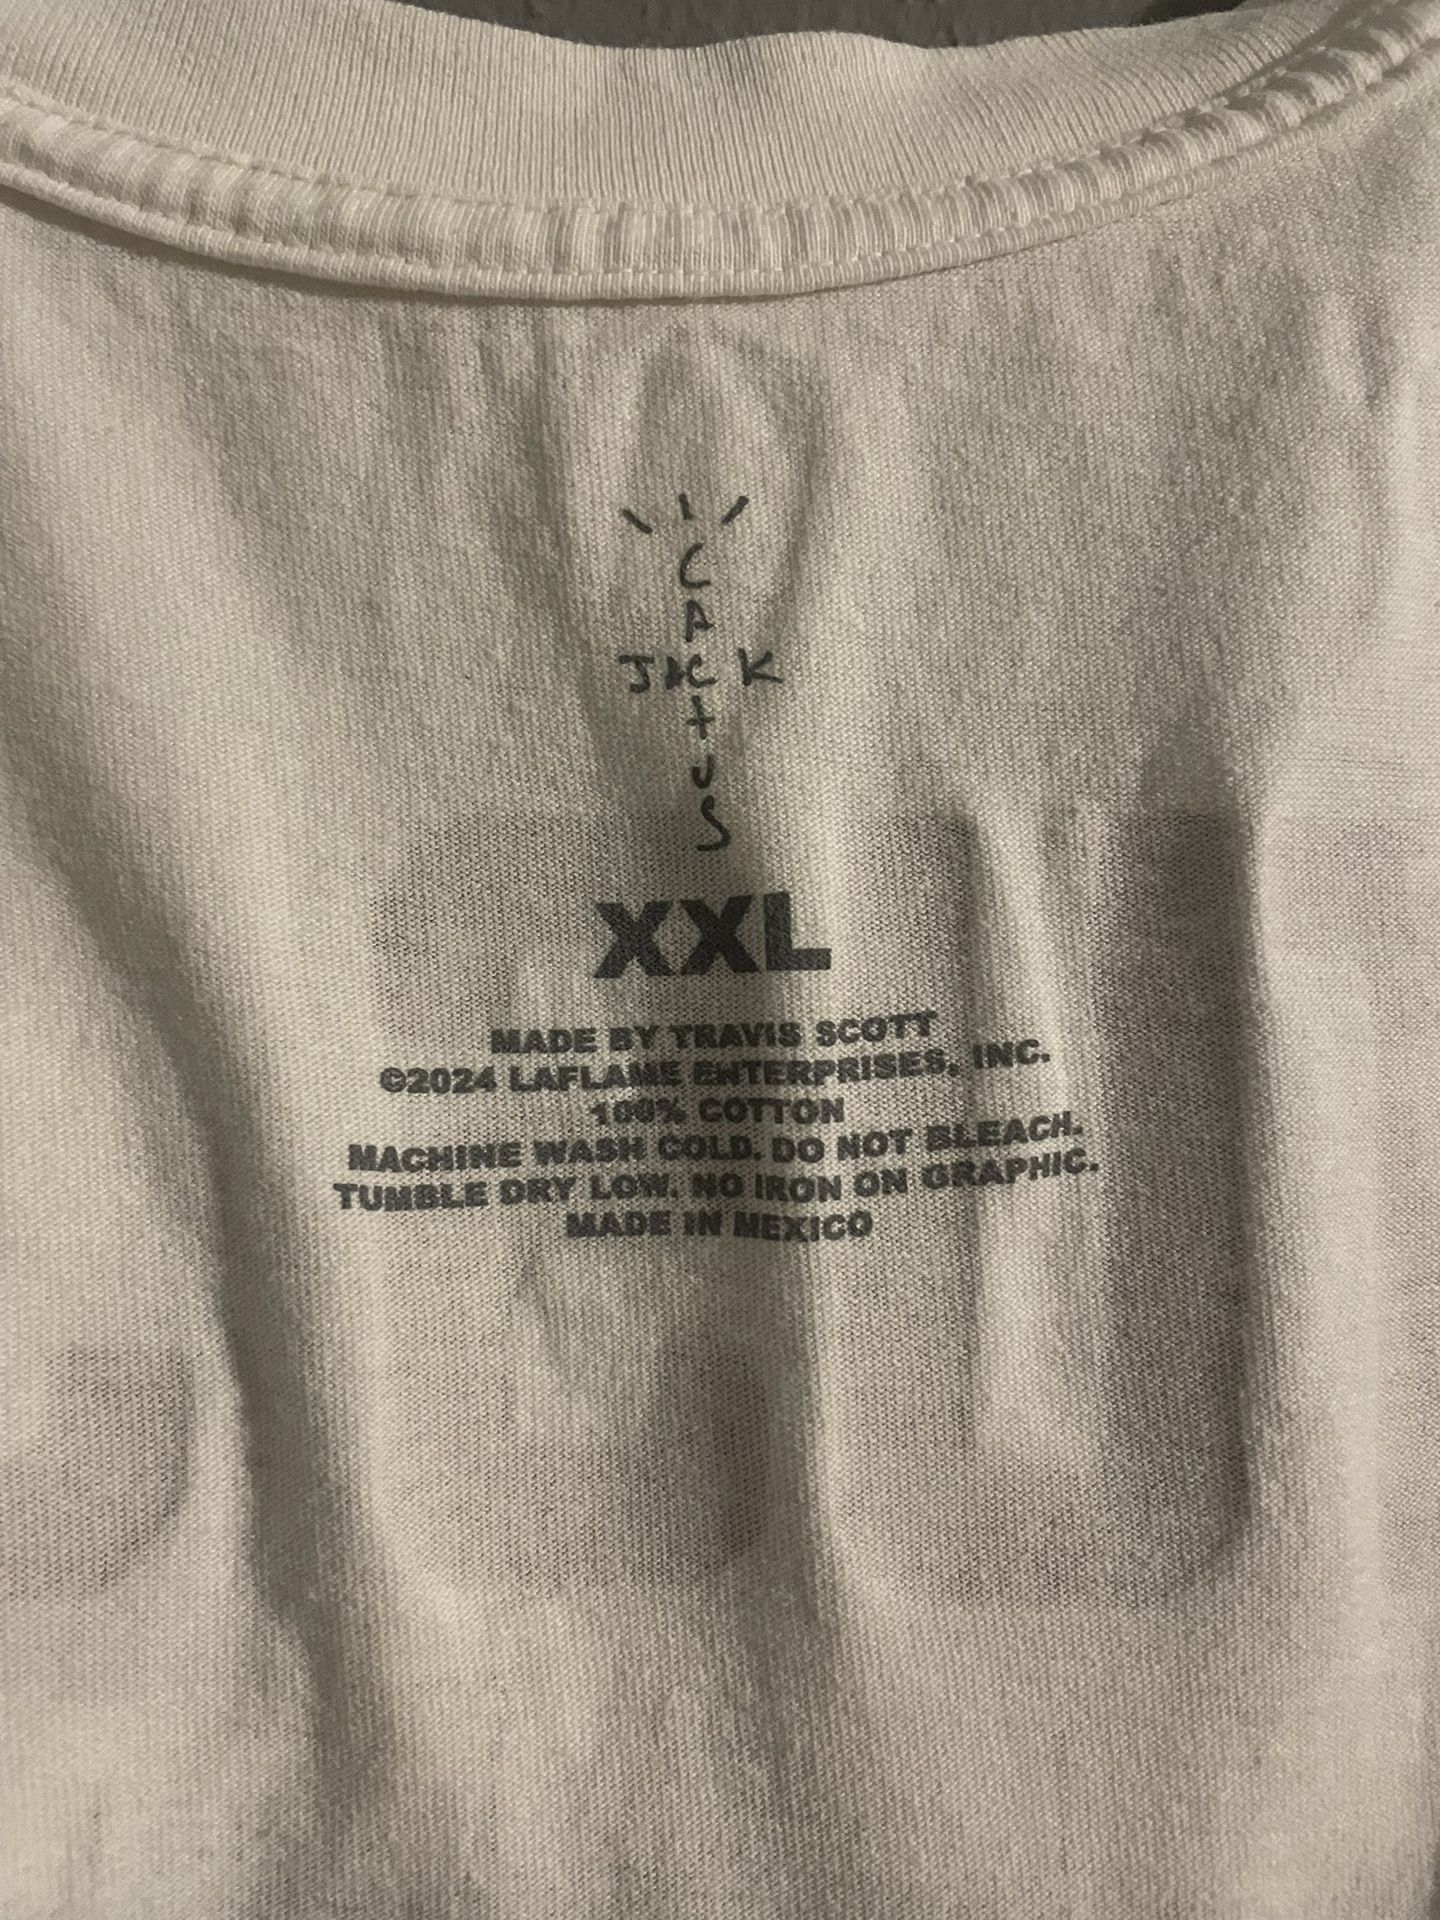 CACTUS
JACK
XXL
MADE BY TRAVIS SCOTT
©2024 LAFLAME ENTERPRISES, INC.
100% COTTON
MACHINE WASH COLD. DO NOT BLEACH.
TUMBLE DRY LOW. NO IRON ON GRAPHIC.
MADE IN MEXICO